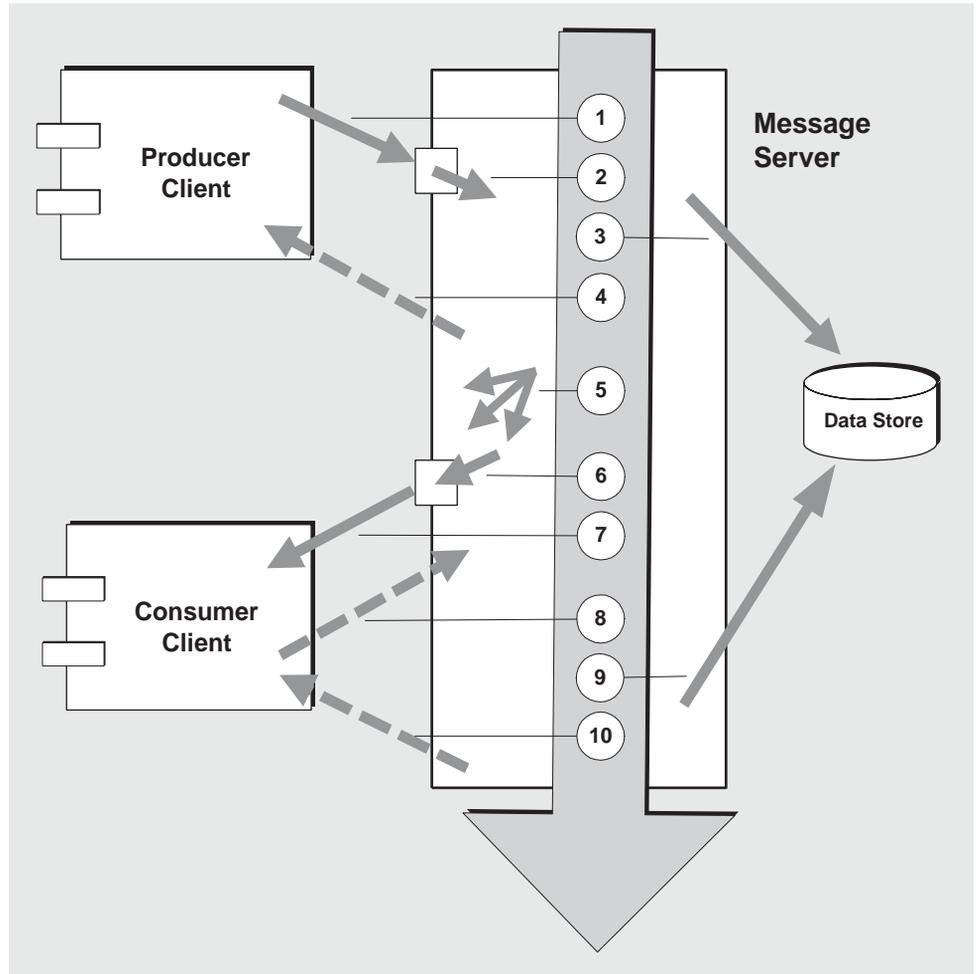 Producer
Client
1
Message
Server
2
3
4
5
Data Store
6
7
Consumer
Client
8
9
10